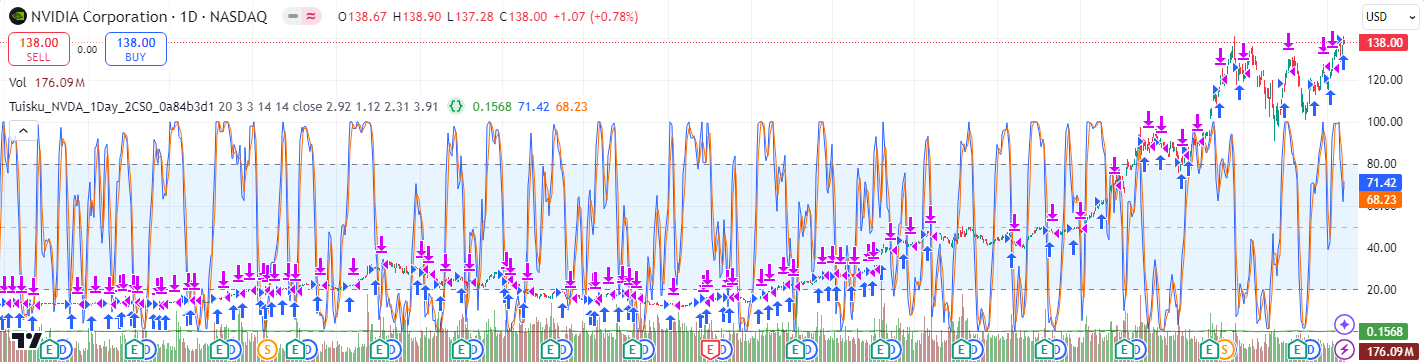 NVIDIA Corporation · 1D · NASDAQ O138.67 H138.90 L137.28 C138.00 +1.07 (+0.78%) USD
138.00 SELL 0.00 138.00 BUY
138.00
Vol 176.09M
120.00
Tuisku_NVDA_1Day_2CS0_0a84b3d1 20 3 3 14 14 close 2.92 1.12 2.31 3.91 {} 0.1568 71.42 68.23
100.00
80.00
71.42
68.23
40.00
20.00
0.1568
176.09M
E D E D E D S E D E D E D E D E D E D E D E D E D E D E D E S E D